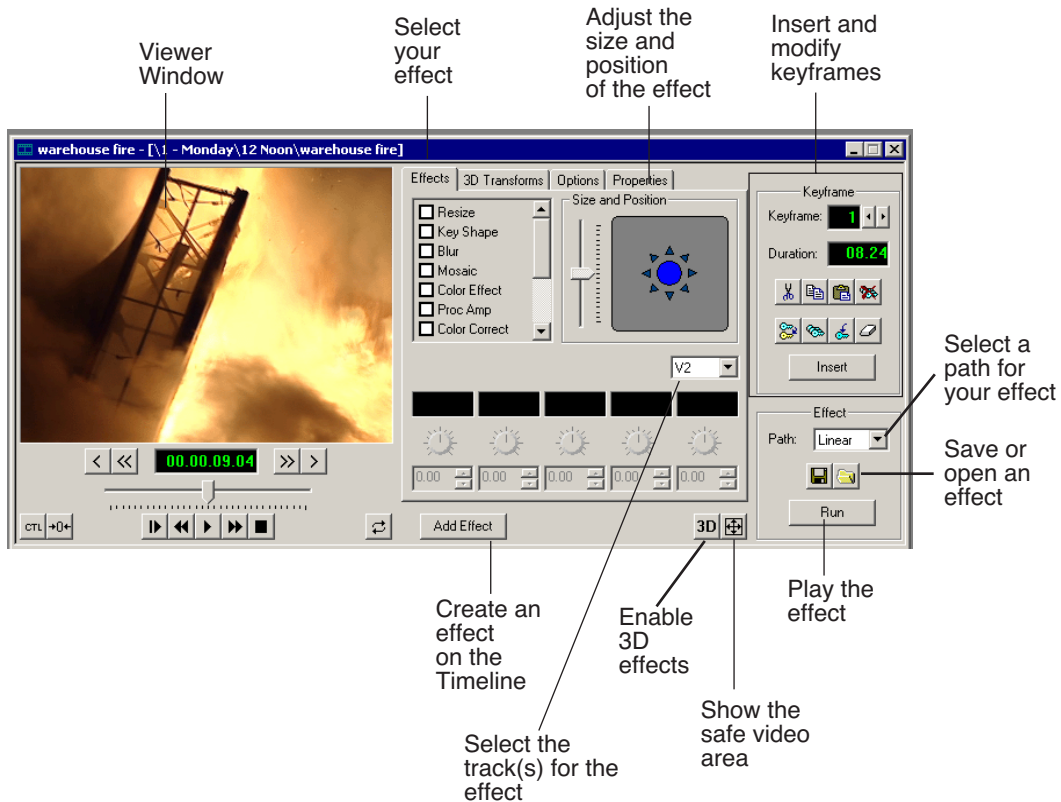 Viewer
Window
Select
your
effect
Adjust the
size and
position
of the effect
Insert and
modify
keyframes
warehouse fire - [\1 - Monday\12 Noon\warehouse fire]
Effects
3D Transforms
Options
Properties
Resize
Key Shape
Blur
Mosaic
Color Effect
Proc Amp
Color Correct
Size and Position
V2
0.00
0.00
0.00
0.00
0.00
Keyframe
Keyframe: 1
Duration: 08.24
Insert
Effect
Path: Linear
Run
00.00.09.04
CTL
→0←
Add Effect
3D
Select a
path for
your effect
Save or
open an
effect
Play the
effect
Create an
effect
on the
Timeline
Enable
3D
effects
Show the
safe video
area
Select the
track(s) for the
effect